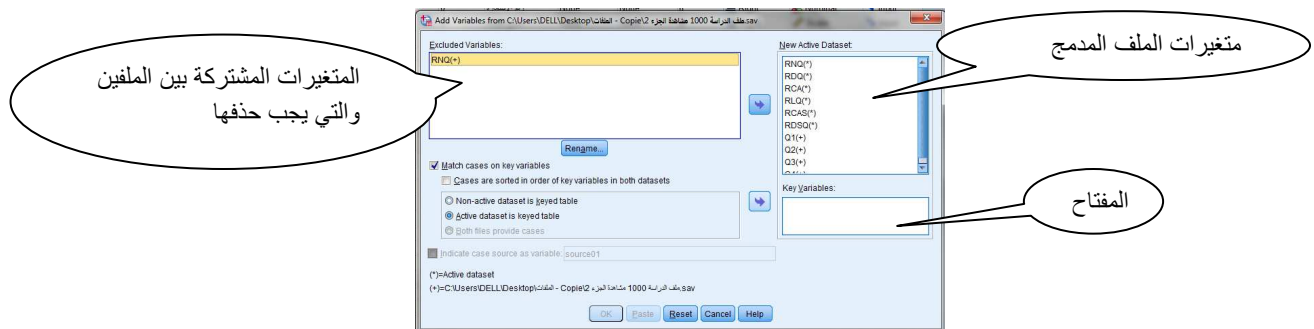 Add Variables from C:\Users\DELL\Desktop\الملفات - Copie\2 ملف الدراسة 1000 مشاهدة الجزء.sav
Excluded Variables:
RNQ(+)
New Active Dataset:
RNQ(*)
RDQ(*)
RCA(*)
RLQ(*)
RCAS(*)
RDSQ(*)
Q1(+)
Q2(+)
Q3(+)
Rename...
Match cases on key variables
Cases are sorted in order of key variables in both datasets
Non-active dataset is keyed table
Active dataset is keyed table
Both files provide cases
Key Variables:
Indicate case source as variable:
source01
(*)=Active dataset
(+)=C:\Users\DELL\Desktop\الملفات - Copie\2 ملف الدراسة 1000 مشاهدة الجزء.sav
OK
Paste
Reset
Cancel
Help
متغيرات الملف المدمج
المتغيرات المشتركة بين الملفين
والتي يجب حذفها
المفتاح